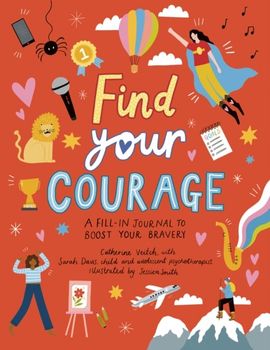 1
Find
your
COURAGE
A FILL-IN JOURNAL TO
BOOST YOUR BRAVERY
Catherine Veitch, with
Sarah Davis, child and adolescent psychotherapist
Illustrated by Jessica Smith